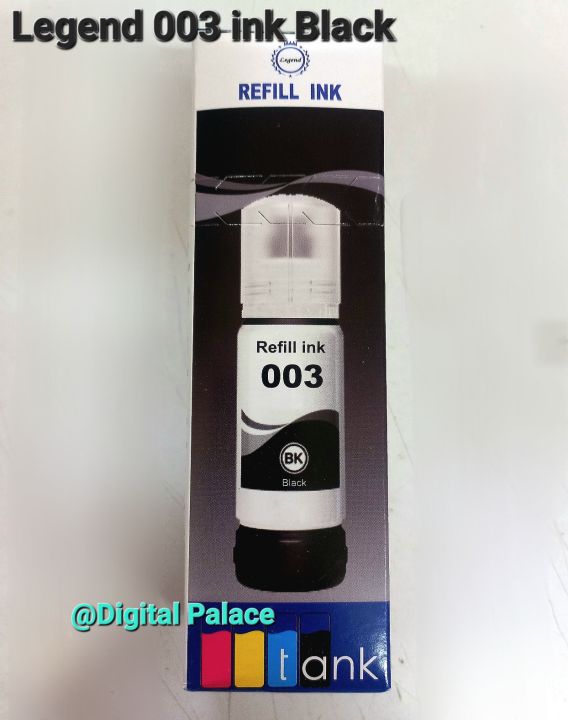 Legend 003 ink Black
Legend
REFILL INK
Refill ink
003
BK
Black
@Digital Palace
tank